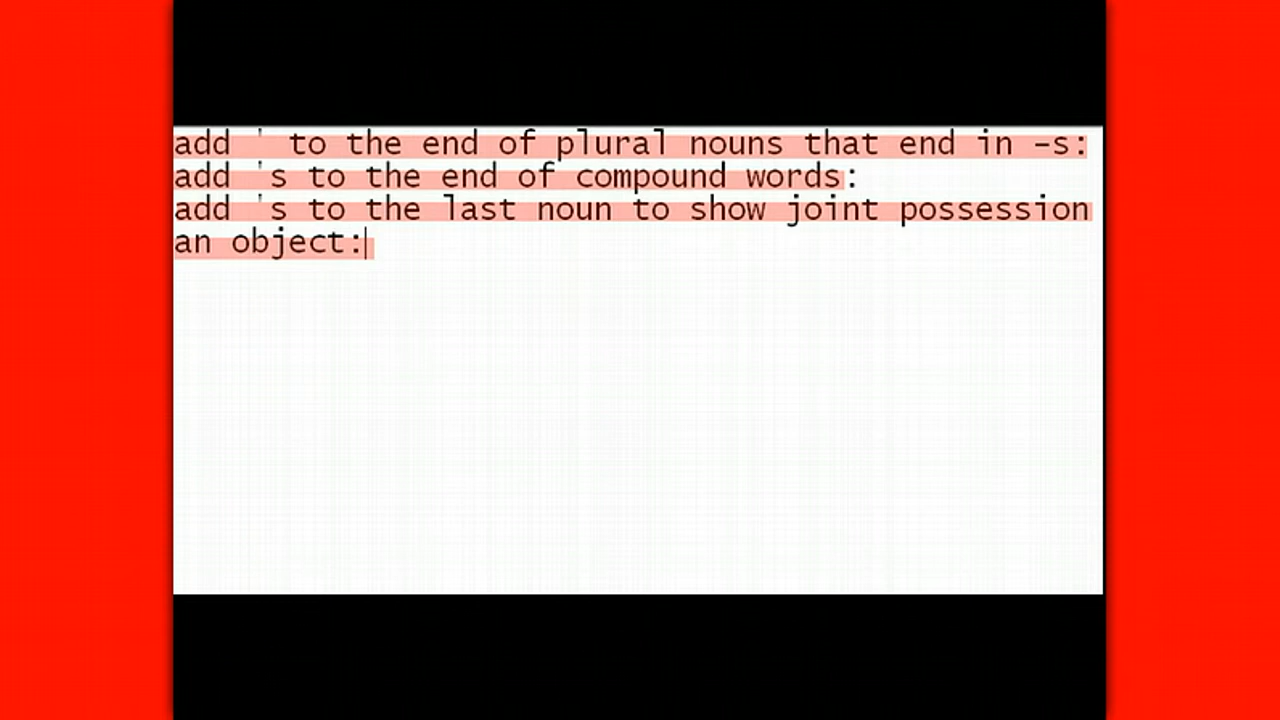 add ' to the end of plural nouns that end in -s:
add 's to the end of compound words:
add 's to the last noun to show joint possession
an object: